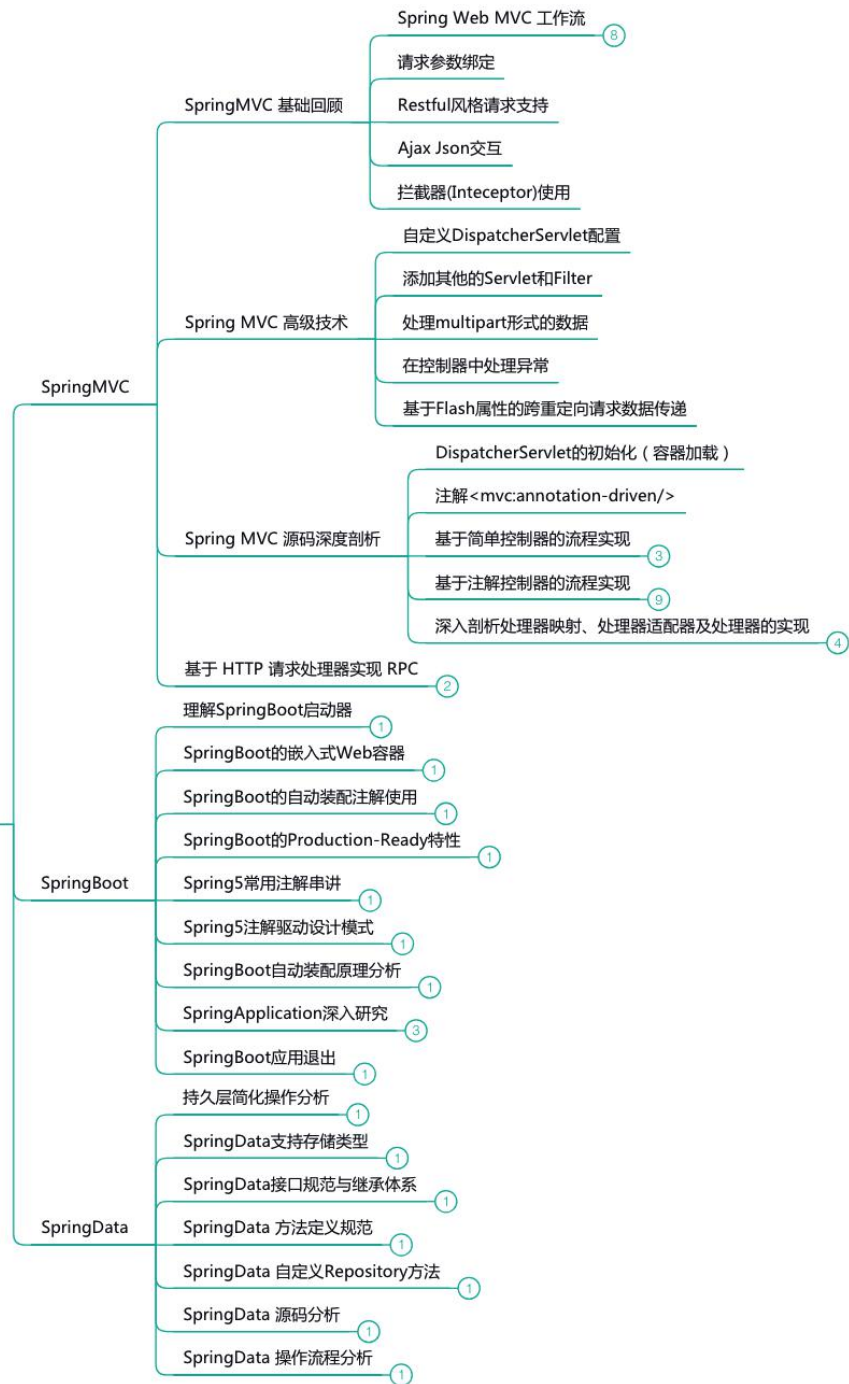 Spring Web MVC 工作流
8
请求参数绑定
SpringMVC 基础回顾
Restful风格请求支持
Ajax Json交互
拦截器(Inteceptor)使用
自定义DispatcherServlet配置
添加其他的Servlet和Filter
Spring MVC 高级技术
处理multipart形式的数据
在控制器中处理异常
SpringMVC
基于Flash属性的跨重定向请求数据传递
DispatcherServlet的初始化（容器加载）
注解<mvc:annotation-driven/>
Spring MVC 源码深度剖析
基于简单控制器的流程实现
3
基于注解控制器的流程实现
9
深入剖析处理器映射、处理器适配器及处理器的实现
4
基于 HTTP 请求处理器实现 RPC
2
理解SpringBoot启动器
1
SpringBoot的嵌入式Web容器
1
SpringBoot的自动装配注解使用
1
SpringBoot的Production-Ready特性
1
SpringBoot
Spring5常用注解串讲
1
Spring5注解驱动设计模式
1
SpringBoot自动装配原理分析
1
SpringApplication深入研究
3
SpringBoot应用退出
1
持久层简化操作分析
1
SpringData支持存储类型
1
SpringData接口规范与继承体系
1
SpringData
SpringData 方法定义规范
1
SpringData 自定义Repository方法
1
SpringData 源码分析
1
SpringData 操作流程分析
1